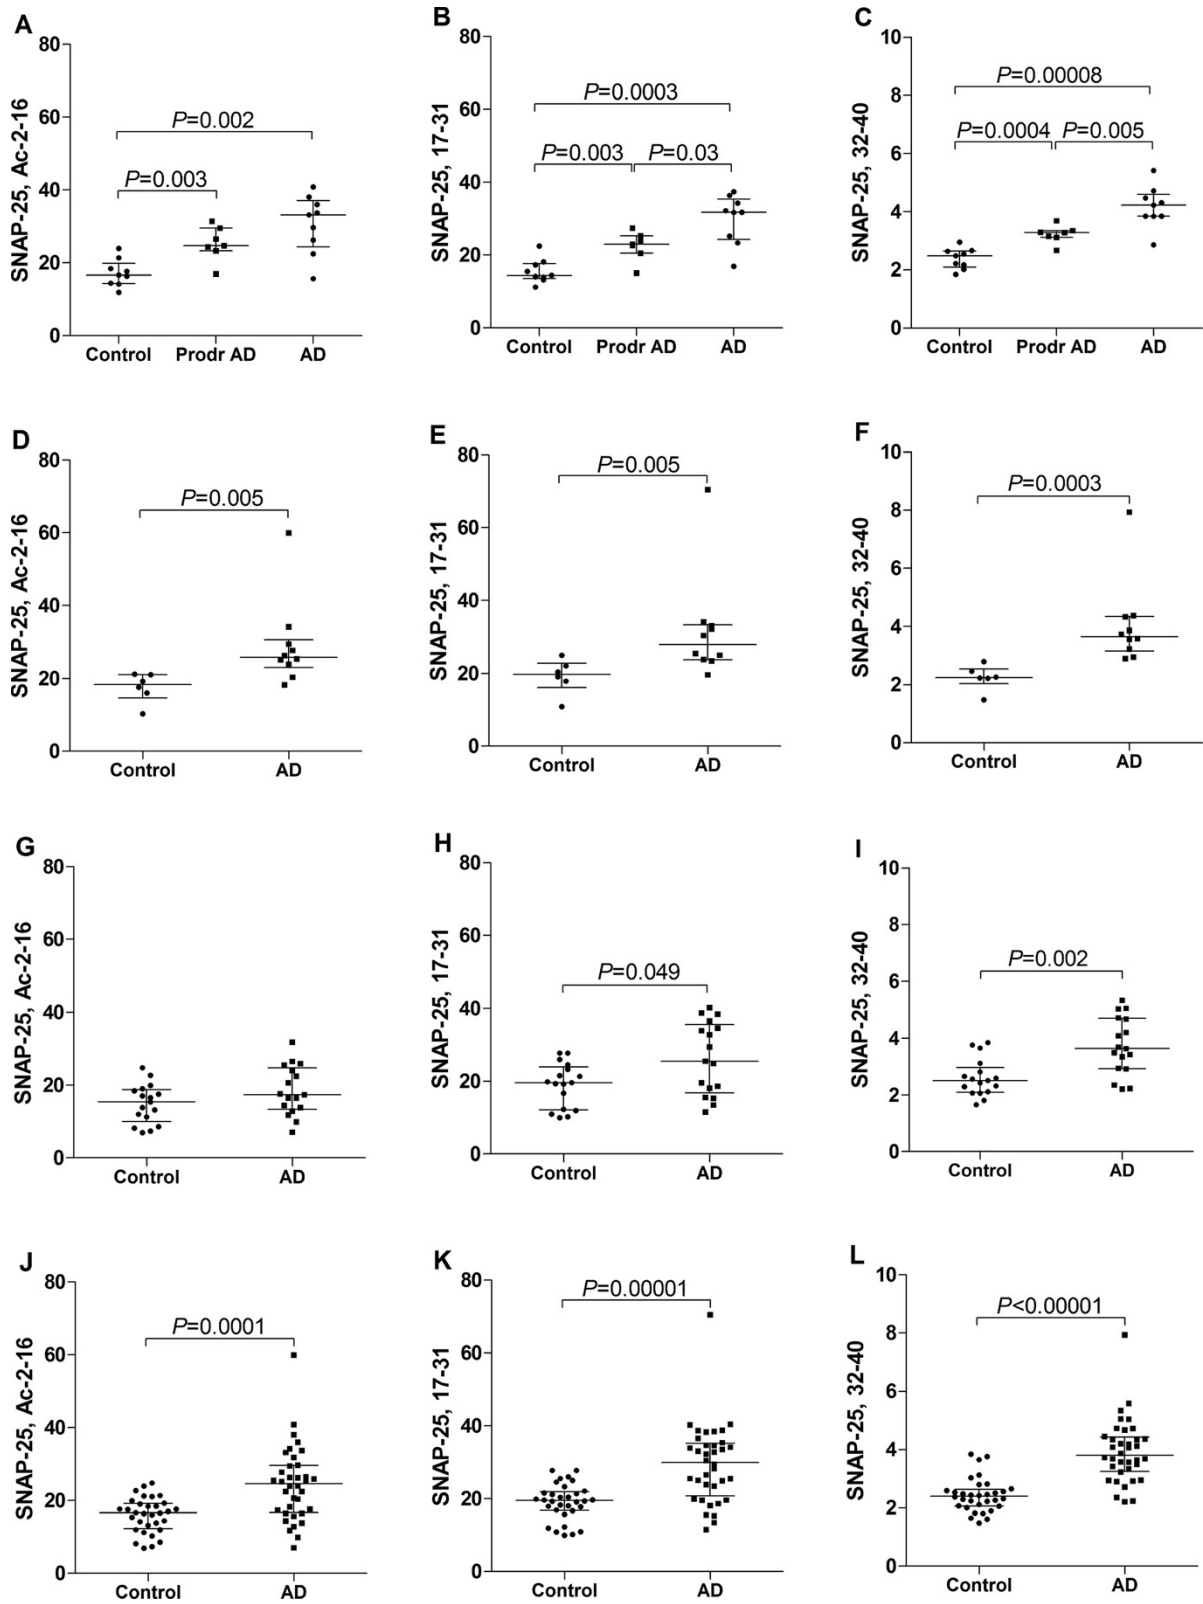 A
SNAP-25, Ac-2-16
80
60
40
20
0
P=0.002
P=0.003
Control
Prodr AD
AD
B
SNAP-25, 17-31
80
60
40
20
0
P=0.0003
P=0.003
P=0.03
Control
Prodr AD
AD
C
SNAP-25, 32-40
10
8
6
4
2
0
P=0.00008
P=0.0004
P=0.005
Control
Prodr AD
AD
D
SNAP-25, Ac-2-16
80
60
40
20
0
P=0.005
Control
AD
E
SNAP-25, 17-31
80
60
40
20
0
P=0.005
Control
AD
F
SNAP-25, 32-40
10
8
6
4
2
0
P=0.0003
Control
AD
G
SNAP-25, Ac-2-16
80
60
40
20
0
Control
AD
H
SNAP-25, 17-31
80
60
40
20
0
P=0.049
Control
AD
I
SNAP-25, 32-40
10
8
6
4
2
0
P=0.002
Control
AD
J
SNAP-25, Ac-2-16
80
60
40
20
0
P=0.0001
Control
AD
K
SNAP-25, 17-31
80
60
40
20
0
P=0.00001
Control
AD
L
SNAP-25, 32-40
10
8
6
4
2
0
P<0.00001
Control
AD